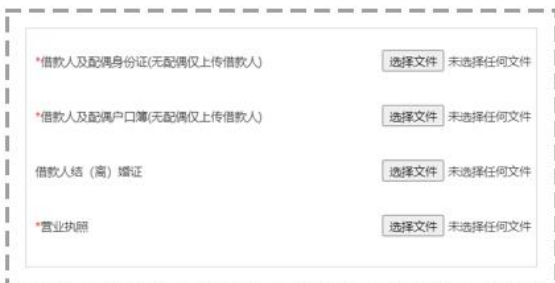 *借款人及配偶身份证(无配偶仅上传借款人) 选择文件 未选择任何文件
*借款人及配偶户口簿(无配偶仅上传借款人) 选择文件 未选择任何文件
借款人结（离）婚证 选择文件 未选择任何文件
*营业执照 选择文件 未选择任何文件